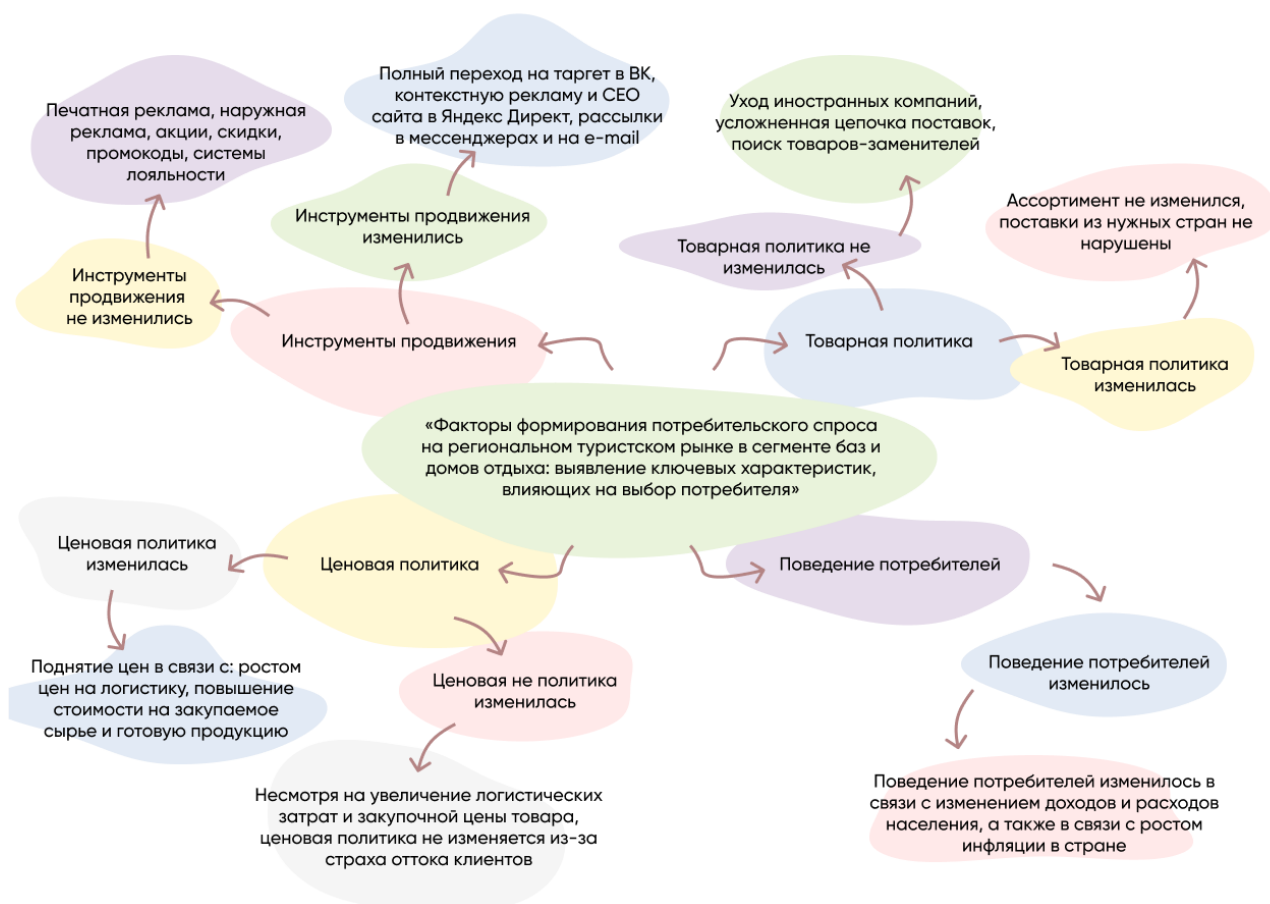 Печатная реклама, наружная
реклама, акции, скидки,
промокоды, системы
лояльности
Полный переход на таргет в ВК,
контекстную рекламу и СЕО
сайта в Яндекс Директ, рассылки
в мессенджерах и на e-mail
Уход иностранных компаний,
усложненная цепочка поставок,
поиск товаров-заменителей
Ассортимент не изменился,
поставки из нужных стран не
нарушены
Инструменты продвижения
изменились
Товарная политика не
изменилась
Инструменты
продвижения
не изменились
Инструменты продвижения
Товарная политика
Товарная политика
изменилась
«Факторы формирования потребительского спроса
на региональном туристском рынке в сегменте баз и
домов отдыха: выявление ключевых характеристик,
влияющих на выбор потребителя»
Ценовая политика
изменилась
Ценовая политика
Поведение потребителей
Поднятие цен в связи с: ростом
цен на логистику, повышение
стоимости на закупаемое
сырье и готовую продукцию
Ценовая не политика
изменилась
Поведение потребителей
изменилось
Несмотря на увеличение логистических
затрат и закупочной цены товара,
ценовая политика не изменяется из-за
страха оттока клиентов
Поведение потребителей изменилось в
связи с изменением доходов и расходов
населения, а также в связи с ростом
инфляции в стране